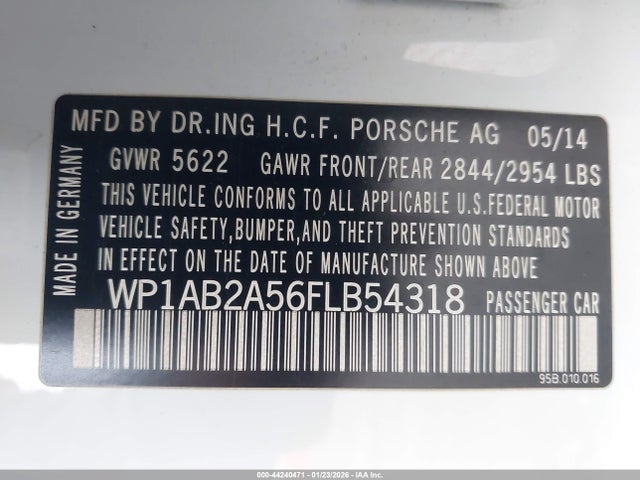 MFD BY DR.ING H.C.F. PORSCHE AG 05/14
GVWR 5622 GAWR FRONT/REAR 2844/2954 LBS
THIS VEHICLE CONFORMS TO ALL APPLICABLE U.S.FEDERAL MOTOR
VEHICLE SAFETY,BUMPER,AND THEFT PREVENTION STANDARDS
IN EFFECT ON THE DATE OF MANUFACTURE SHOWN ABOVE
WP1AB2A56FLB54318 PASSENGER CAR
MADE IN GERMANY
95B.010.016
000-44240471 - 01/23/2026 - COPART AUCTIONS